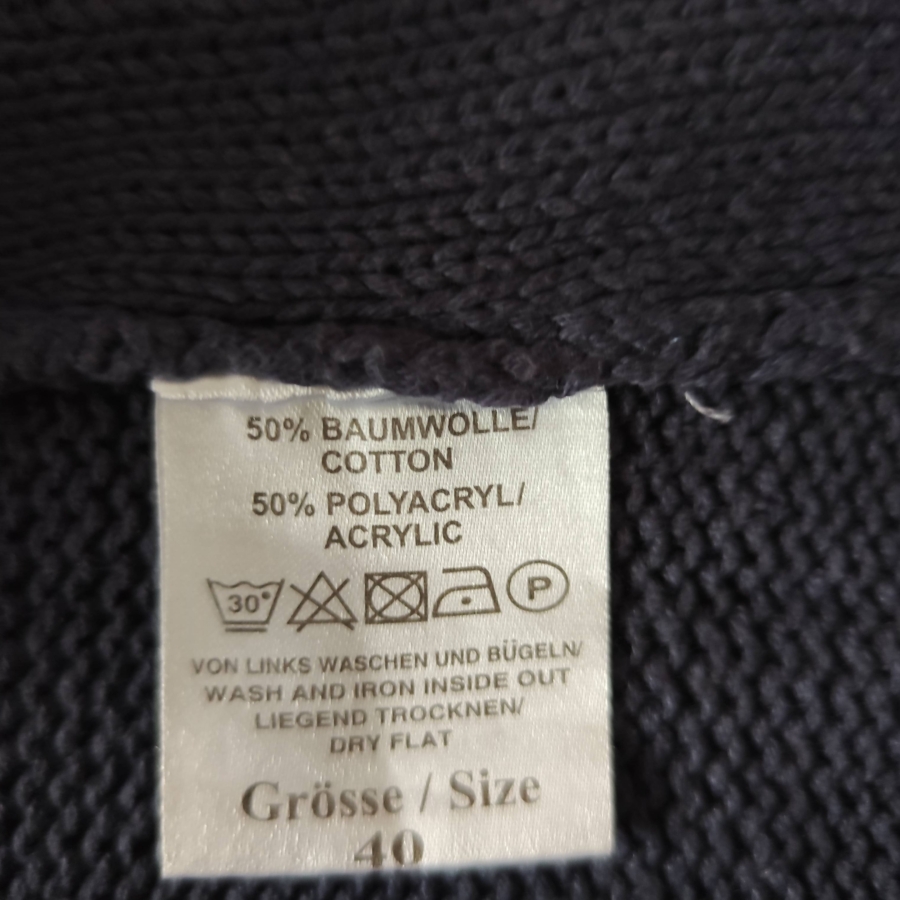 50% BAUMWOLLE/
COTTON
50% POLYACRYL/
ACRYLIC
30° P
VON LINKS WASCHEN UND BÜGELN/
WASH AND IRON INSIDE OUT
LIEGEND TROCKNEN/
DRY FLAT
Grösse / Size
40